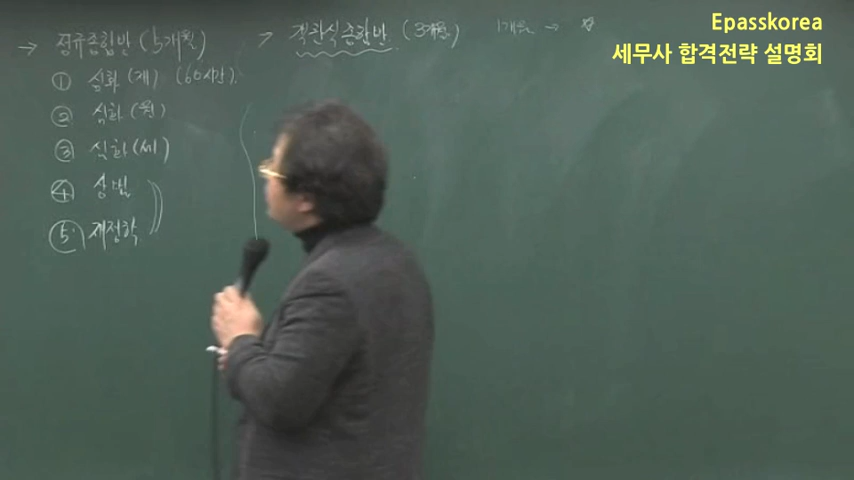 Epasskorea
세무사 합격전략 설명회
→ 정규종합반 (5개월)
① 심화 (재) (60시간)
② 심화 (원)
③ 심화 (세)
④ 상법
⑤ 재정학
> 객관식종합반 (3개월) 1개월 → ☆